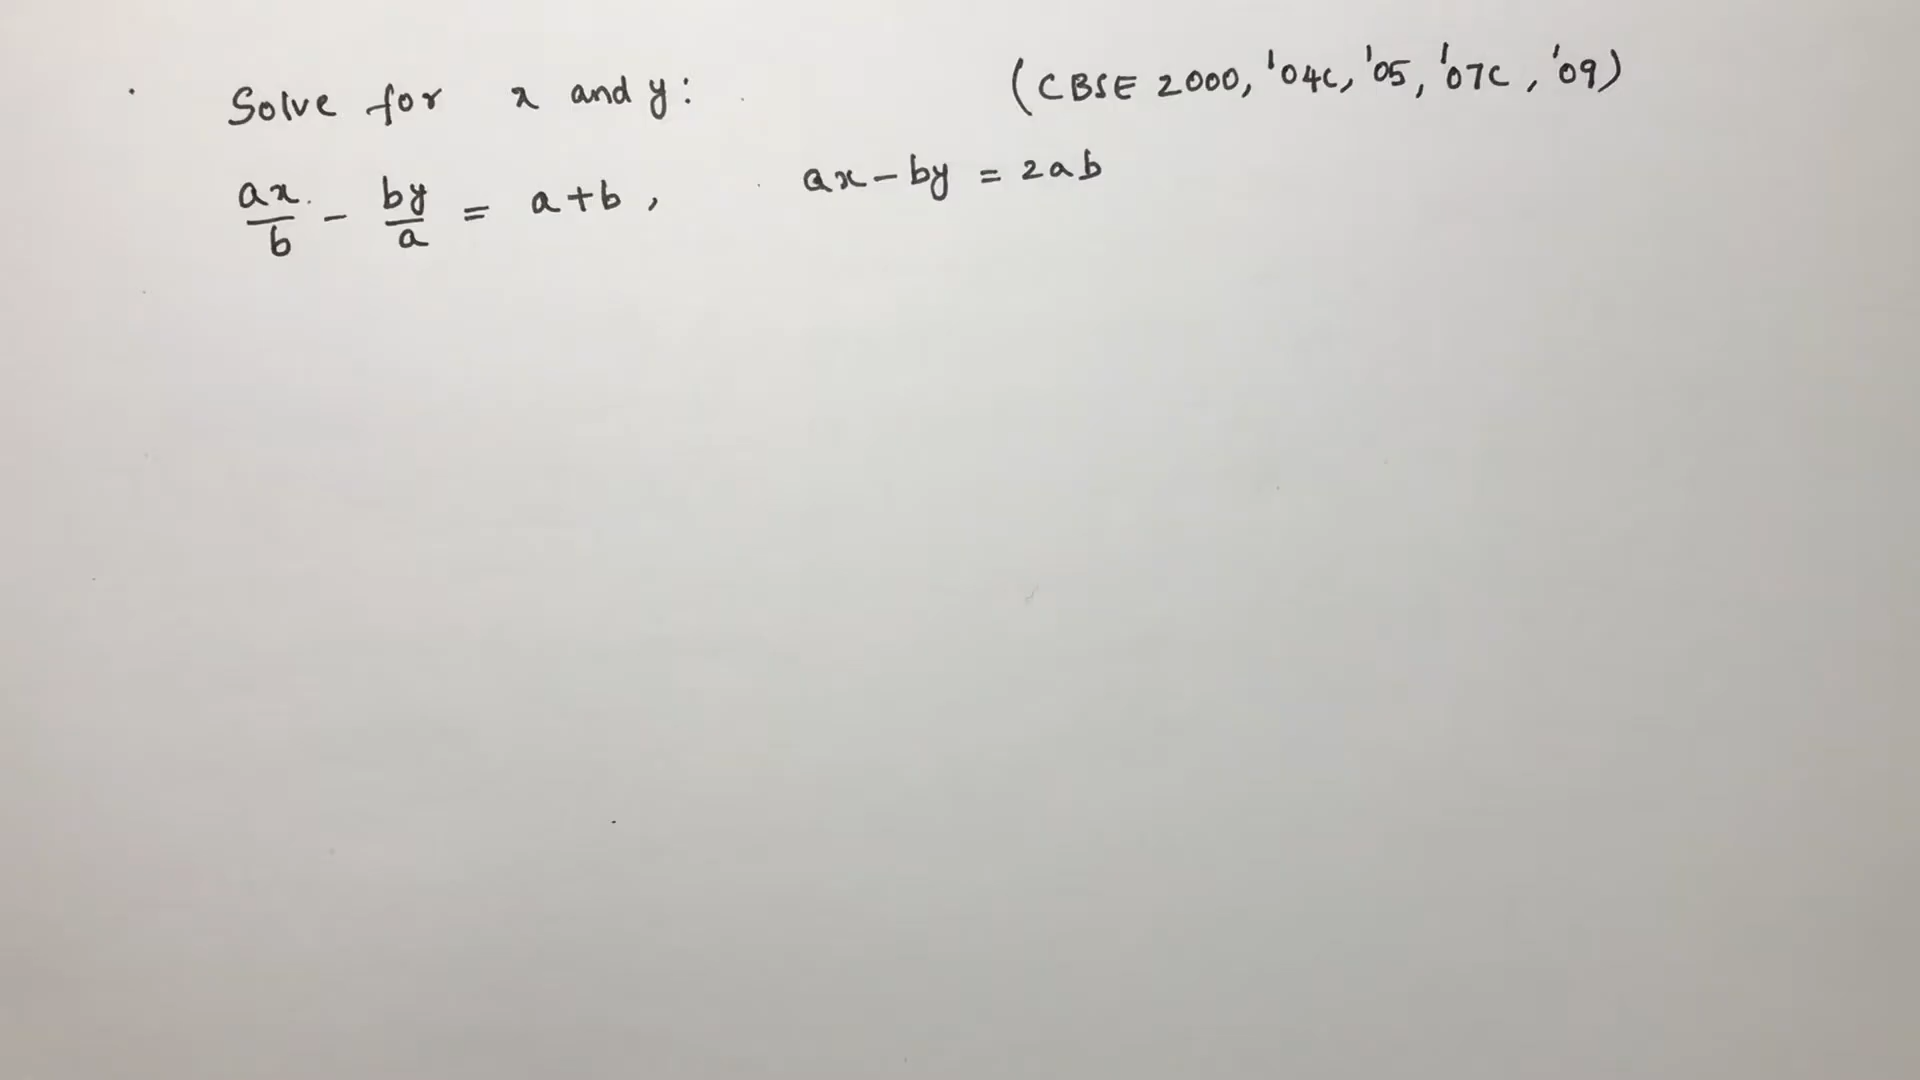 Solve for x and y: (CBSE 2000, '04C, '05, '07C, '09)
ax/b - by/a = a+b, ax-by = 2ab